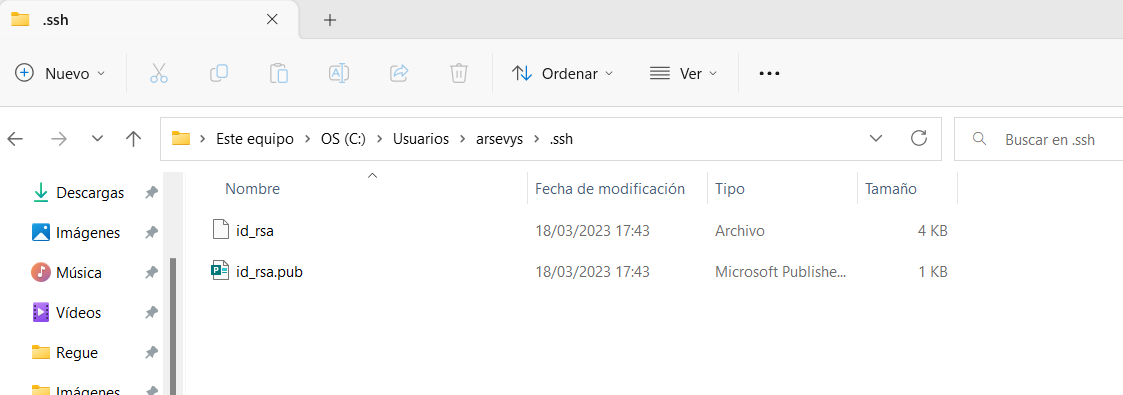 .ssh
Nuevo
Ordenar
Ver
Este equipo > OS (C:) > Usuarios > arsevys > .ssh
Buscar en .ssh
Descargas
Imágenes
Música
Vídeos
Regue
Imágenes
Nombre Fecha de modificación Tipo Tamaño
id_rsa 18/03/2023 17:43 Archivo 4 KB
id_rsa.pub 18/03/2023 17:43 Microsoft Publishe... 1 KB